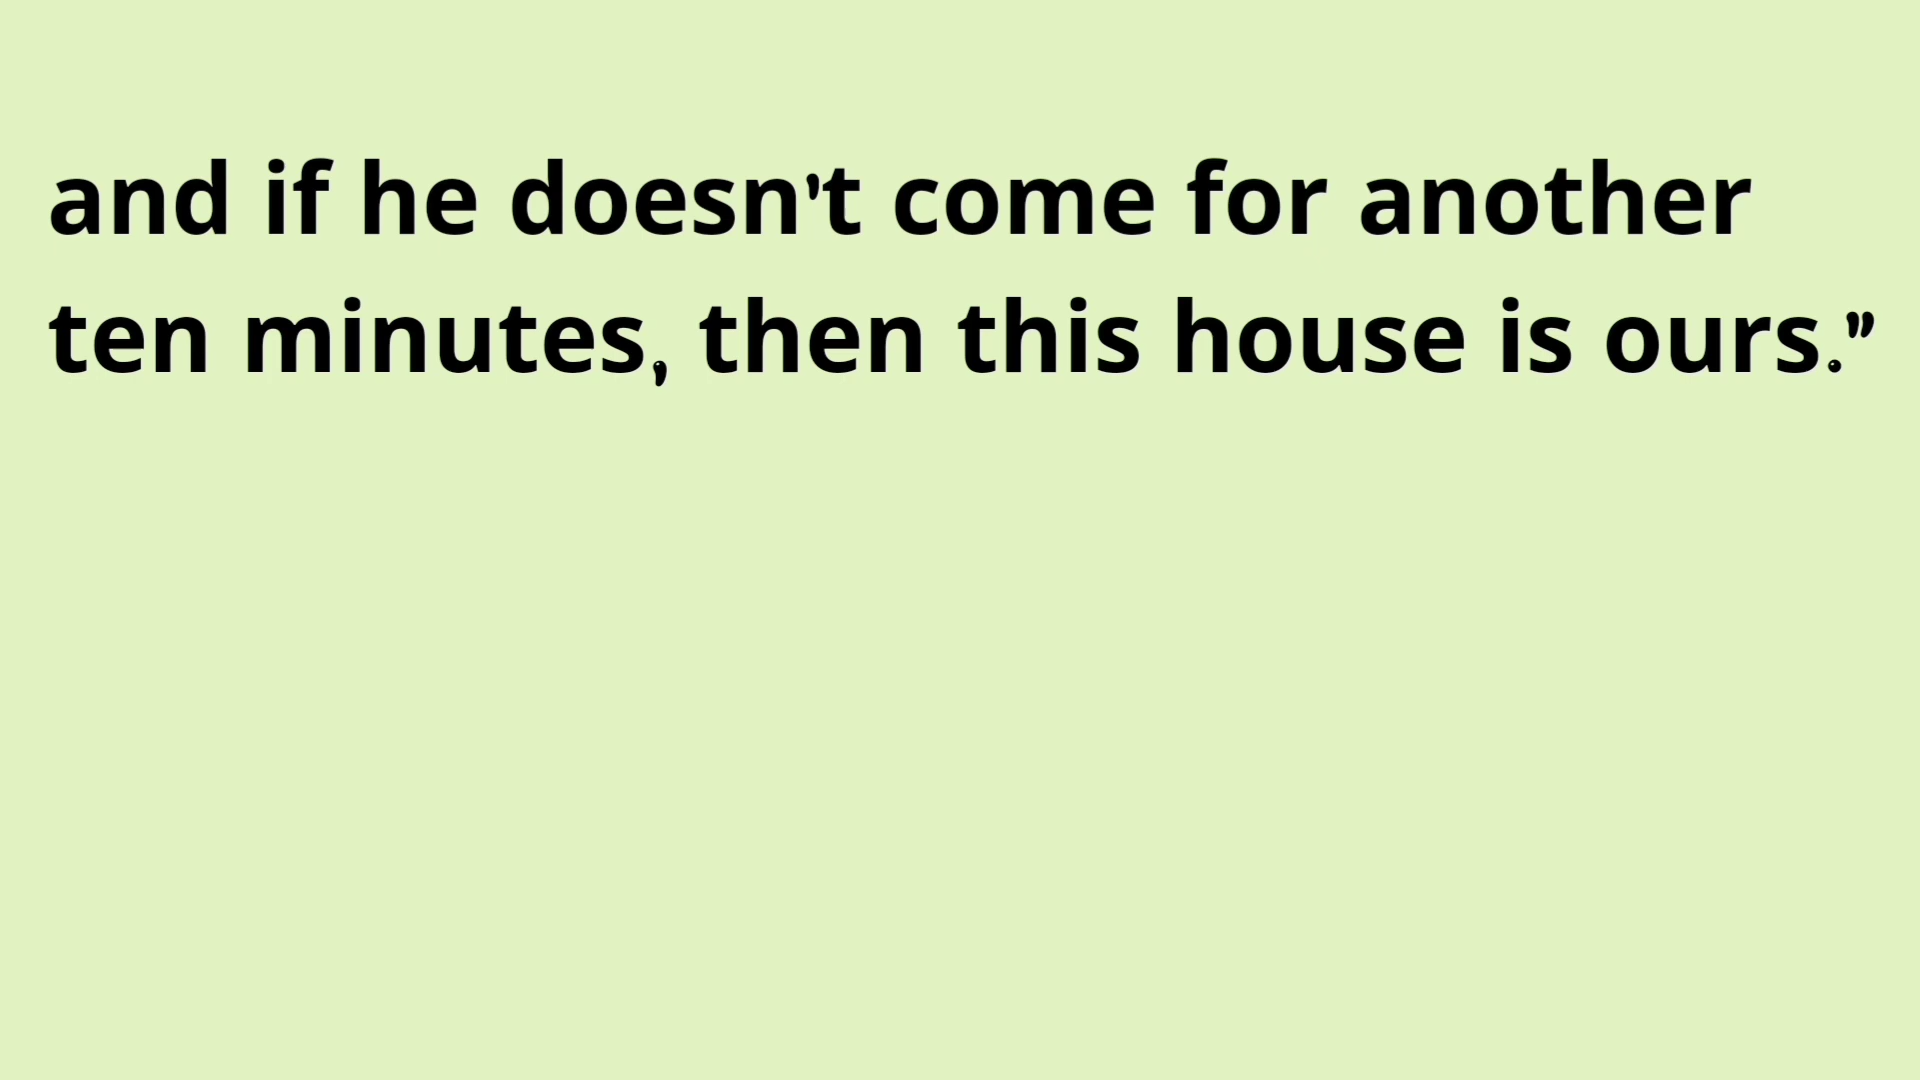 and if he doesn't come for another
ten minutes, then this house is ours.”